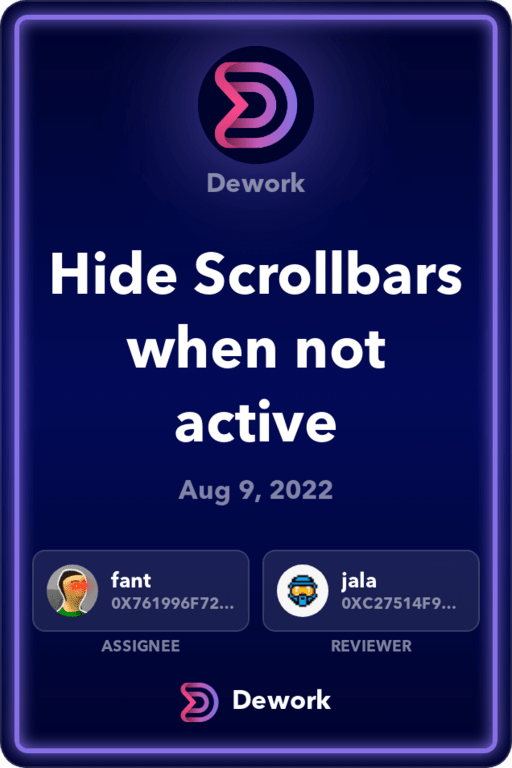 Dework
Hide Scrollbars
when not
active
Aug 9, 2022
fant
0X761996F72...
ASSIGNEE
jala
0XC27514F9...
REVIEWER
Dework